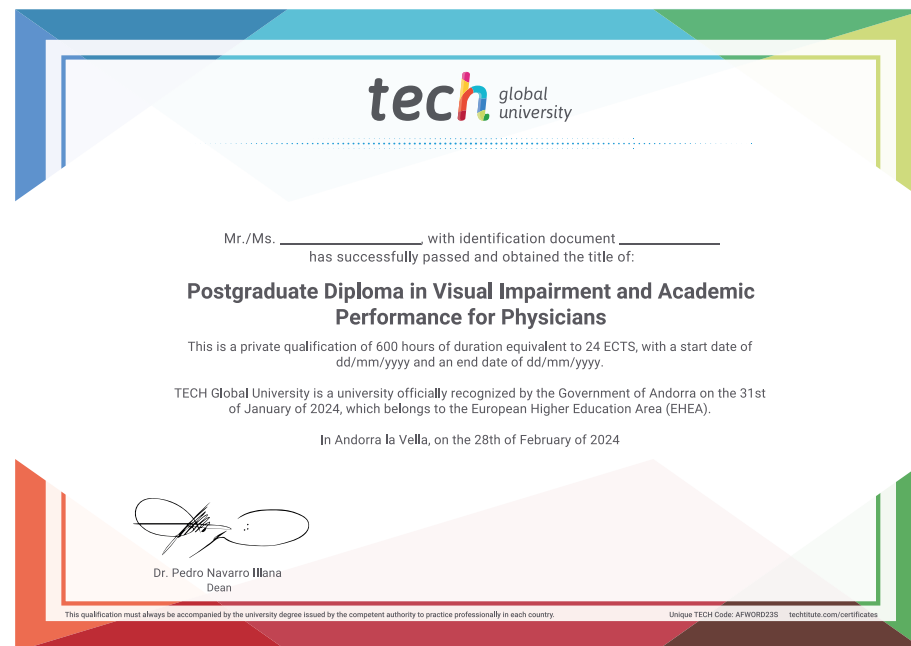 tech global
university
Mr./Ms. ____________, with identification document ____________
has successfully passed and obtained the title of:
Postgraduate Diploma in Visual Impairment and Academic
Performance for Physicians
This is a private qualification of 600 hours of duration equivalent to 24 ECTS, with a start date of
dd/mm/yyyy and an end date of dd/mm/yyyy.
TECH Global University is a university officially recognized by the Government of Andorra on the 31st
of January of 2024, which belongs to the European Higher Education Area (EHEA).
In Andorra la Vella, on the 28th of February of 2024
Dr. Pedro Navarro Illana
Dean
This qualification must always be accompanied by the university degree issued by the competent authority to practice professionally in each country. Unique TECH Code: AFWORD23S techtitute.com/certificates